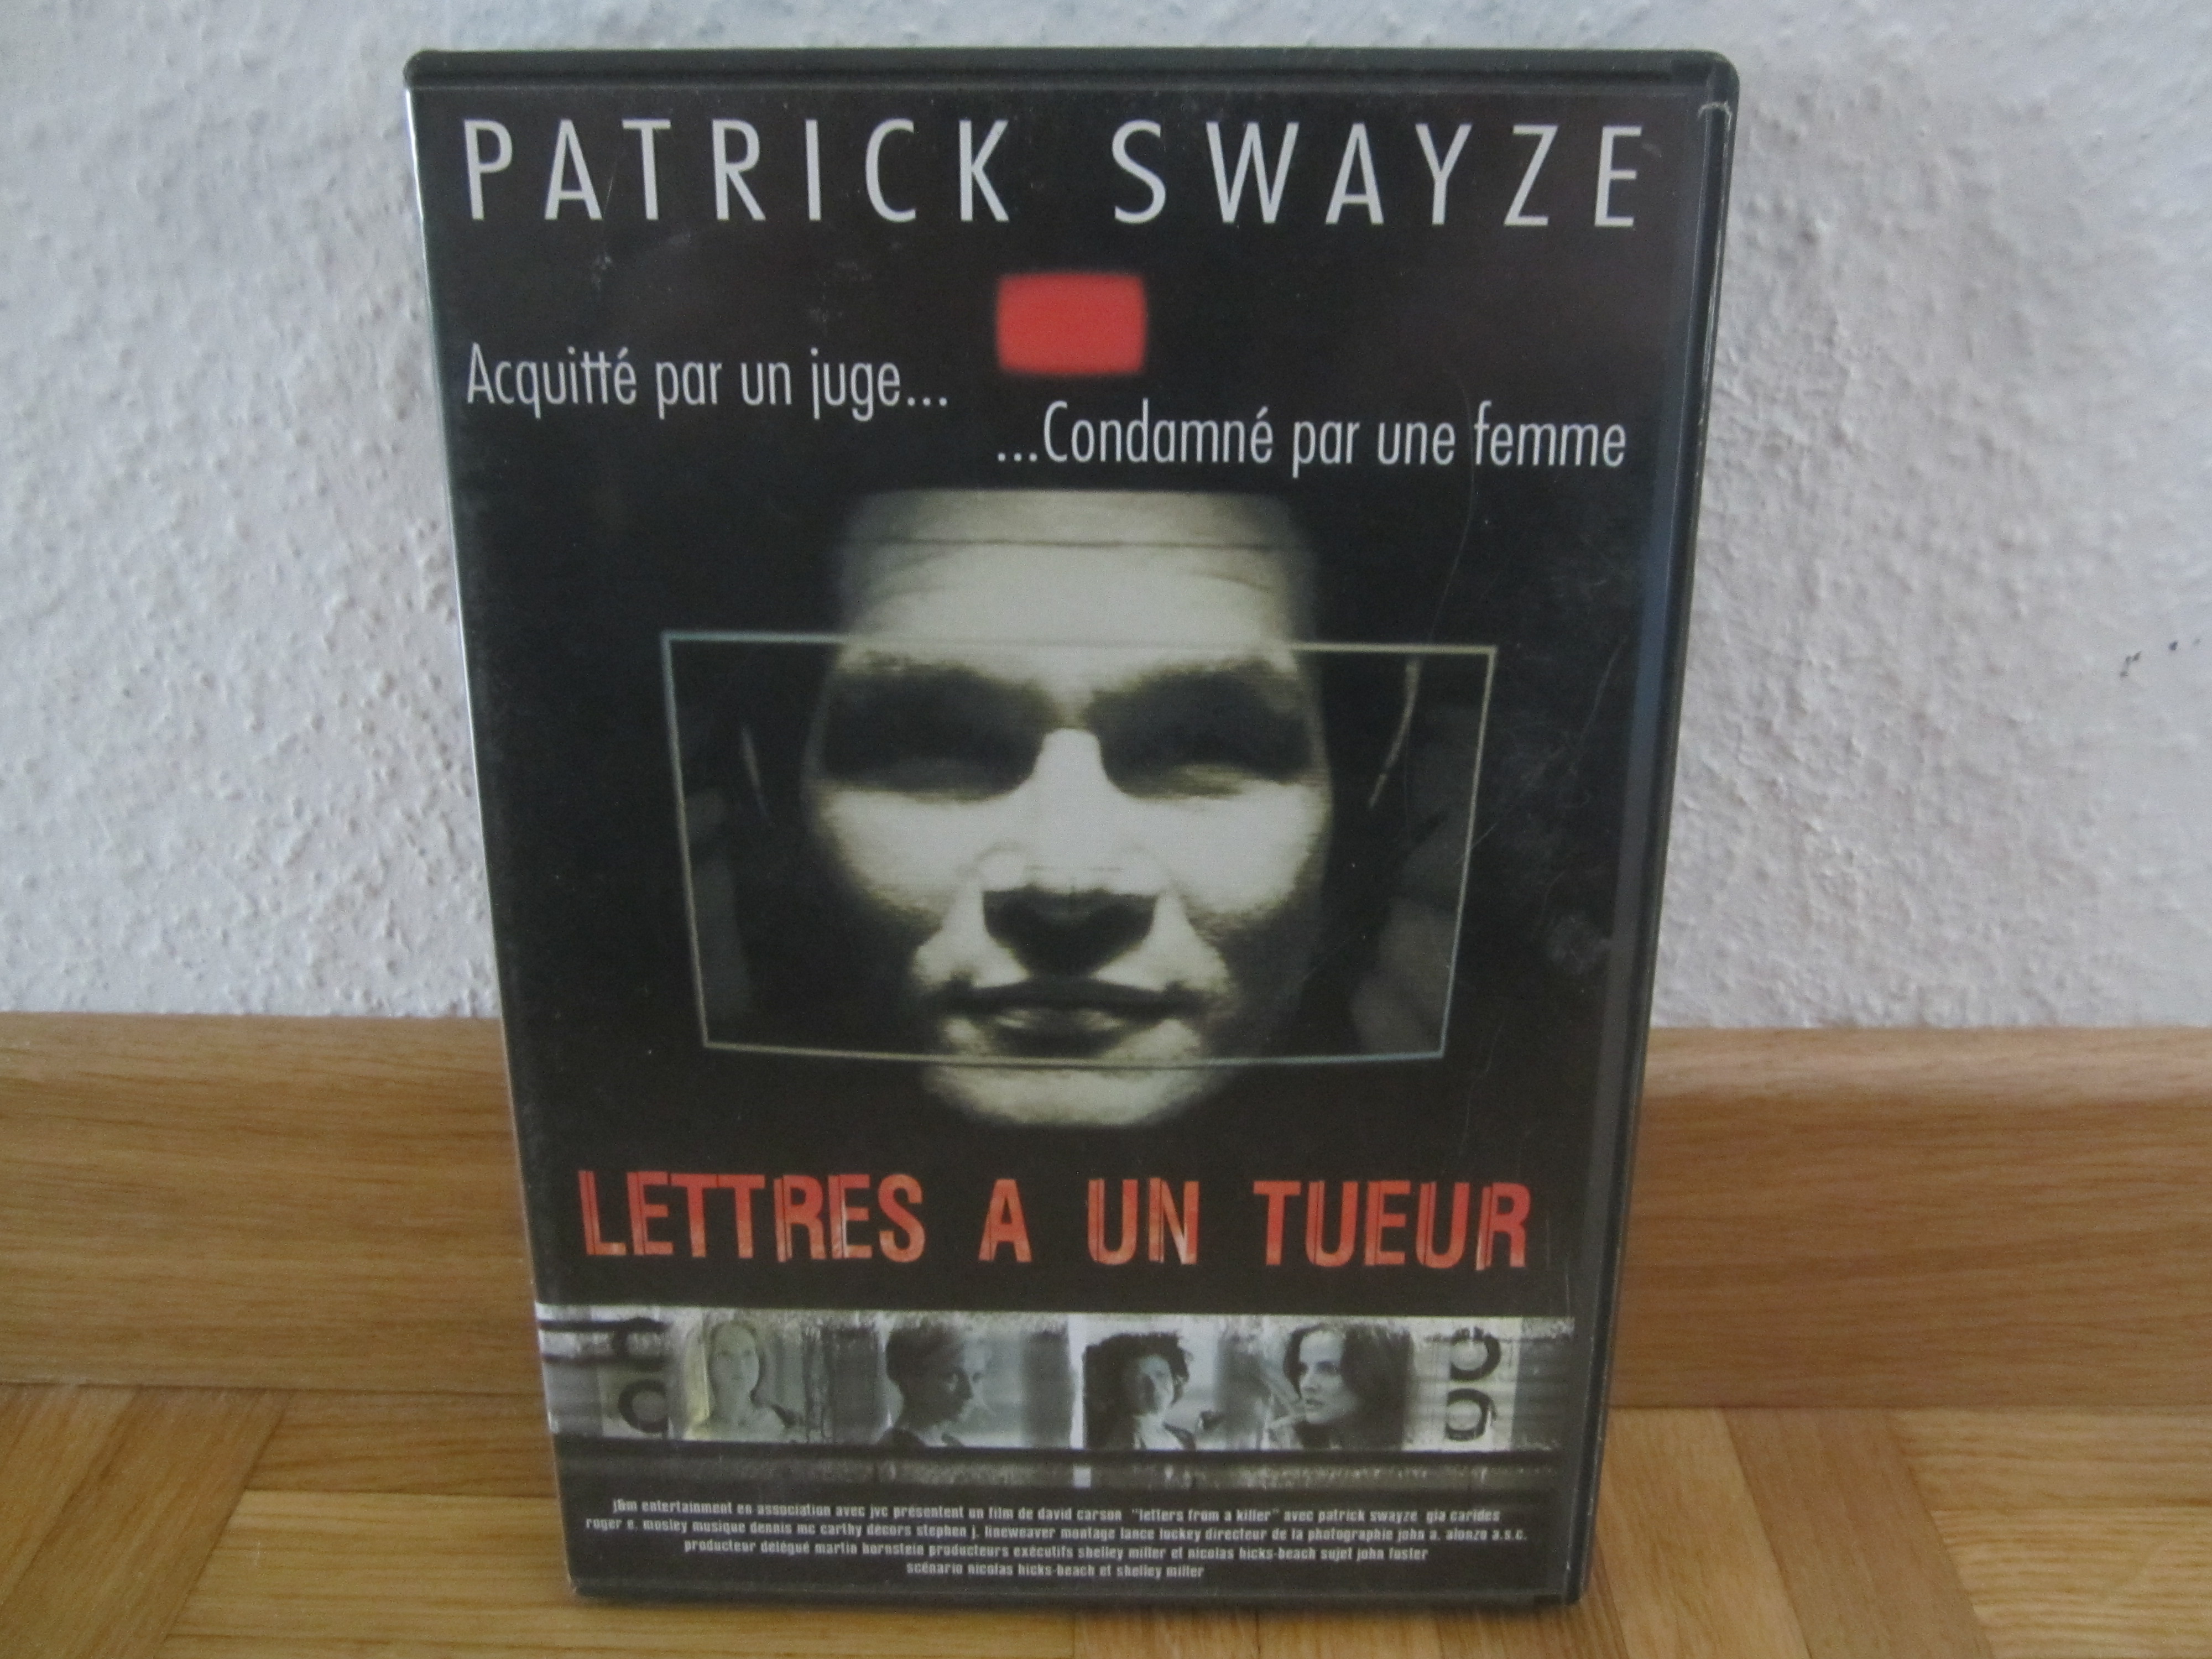 PATRICK SWAYZE
Acquitté par un juge...
...Condamné par une femme
LETTRES A UN TUEUR
j&m entertainment en association avec jvc présentent un film de david carson "letters from a killer" avec patrick swayze gia carides
roger e. mosley musique dennis mc carthy décors stephen j. lineweaver montage lance luckey directeur de la photographie john a. alonzo a.s.c.
producteur délégué martin hornstein producteurs exécutifs shelley miller et nicolas hicks-beach sujet john foster
scénario nicolas hicks-beach et shelley miller